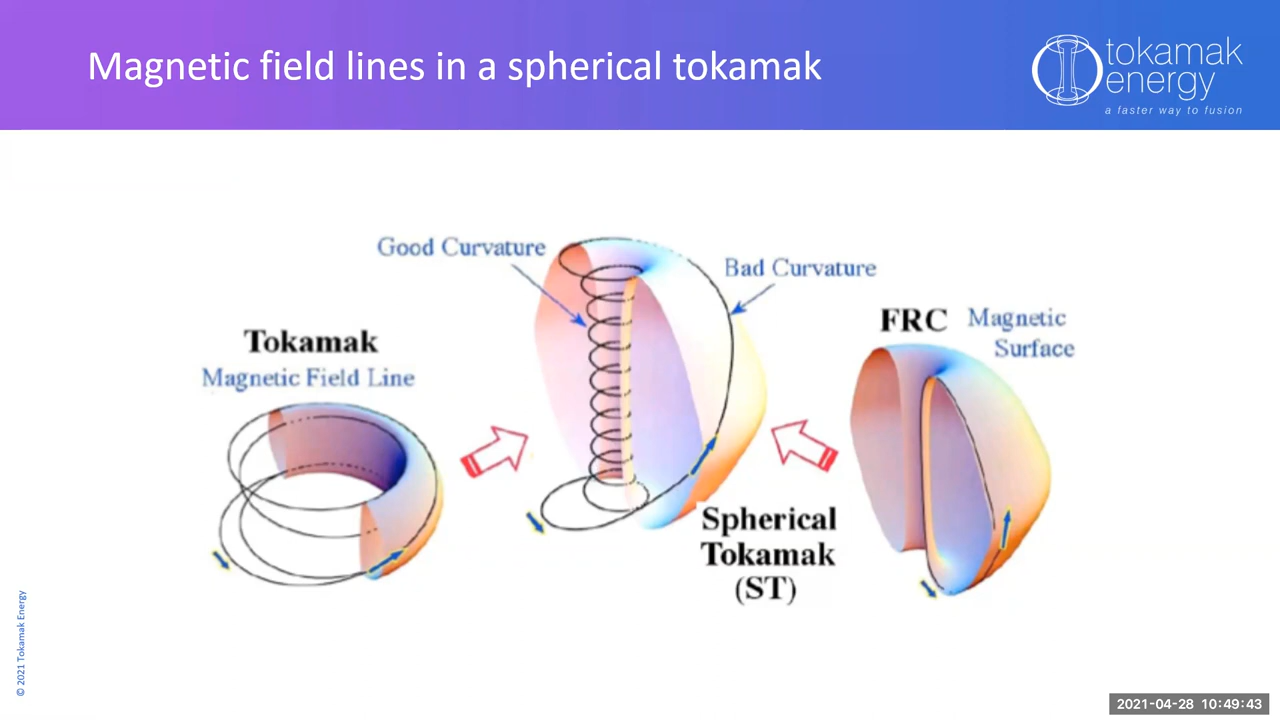 Magnetic field lines in a spherical tokamak
tokamak
energy
a faster way to fusion
Good Curvature
Bad Curvature
Tokamak
Magnetic Field Line
FRC Magnetic
Surface
Spherical
Tokamak
(ST)
© 2021 Tokamak Energy
2021-04-28 10:49:43